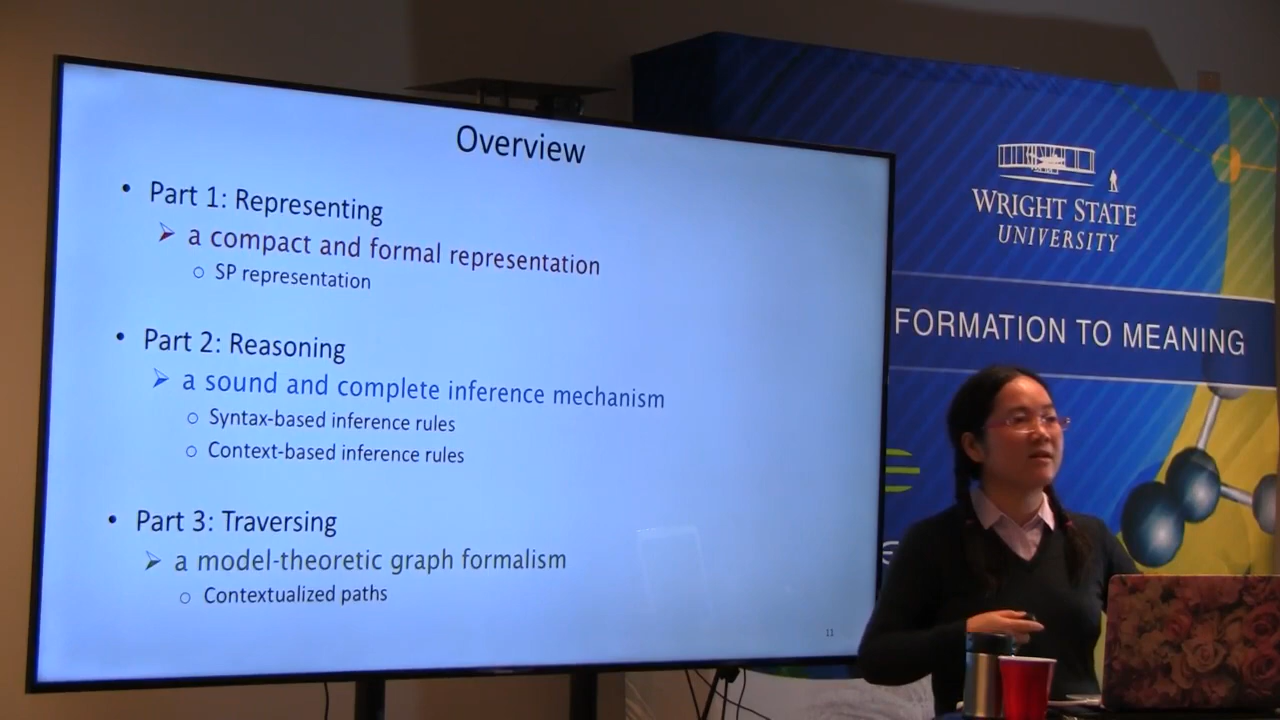 Overview
• Part 1: Representing
➢ a compact and formal representation
○ SP representation
• Part 2: Reasoning
➢ a sound and complete inference mechanism
○ Syntax-based inference rules
○ Context-based inference rules
• Part 3: Traversing
➢ a model-theoretic graph formalism
○ Contextualized paths
11
WRIGHT STATE
UNIVERSITY
FORMATION TO MEANING